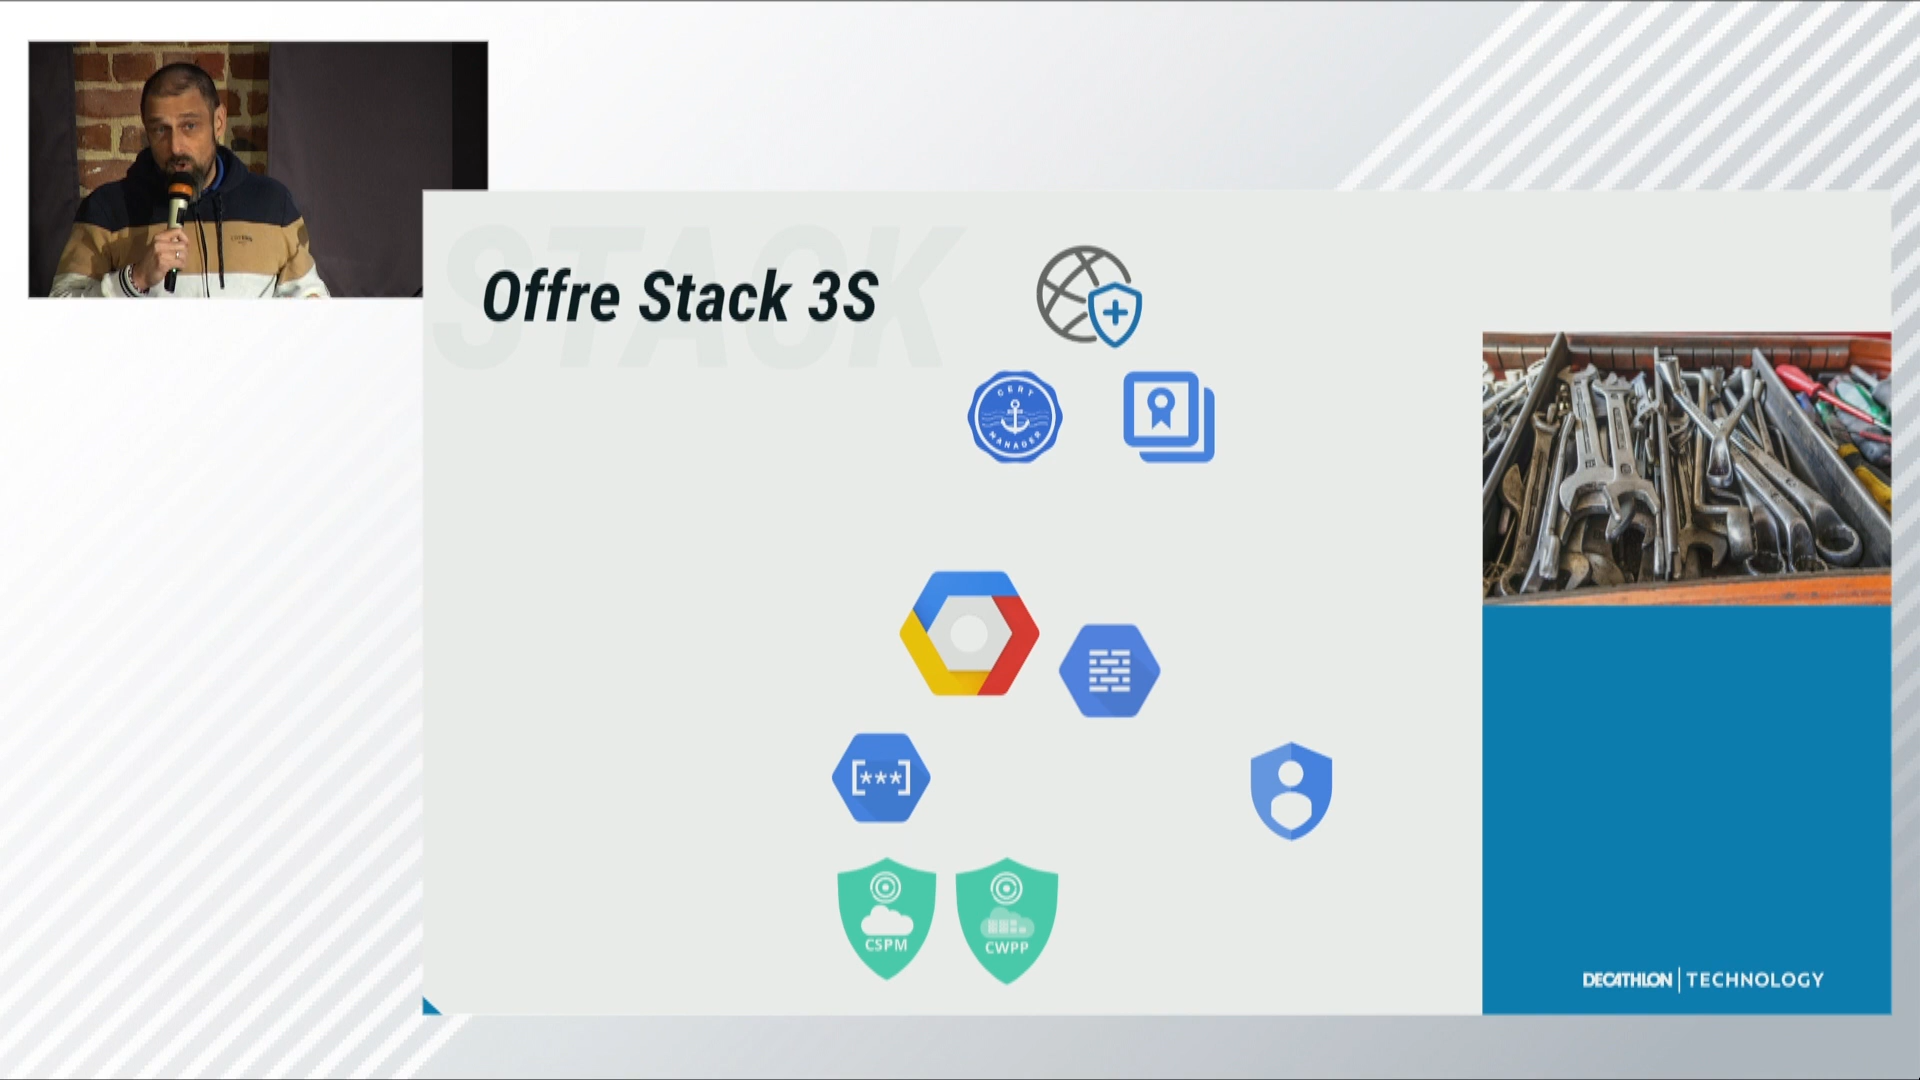 STACK
Offre Stack 3S
CERT
MANAGER
[***]
CSPM
CWPP
DECATHLON | TECHNOLOGY